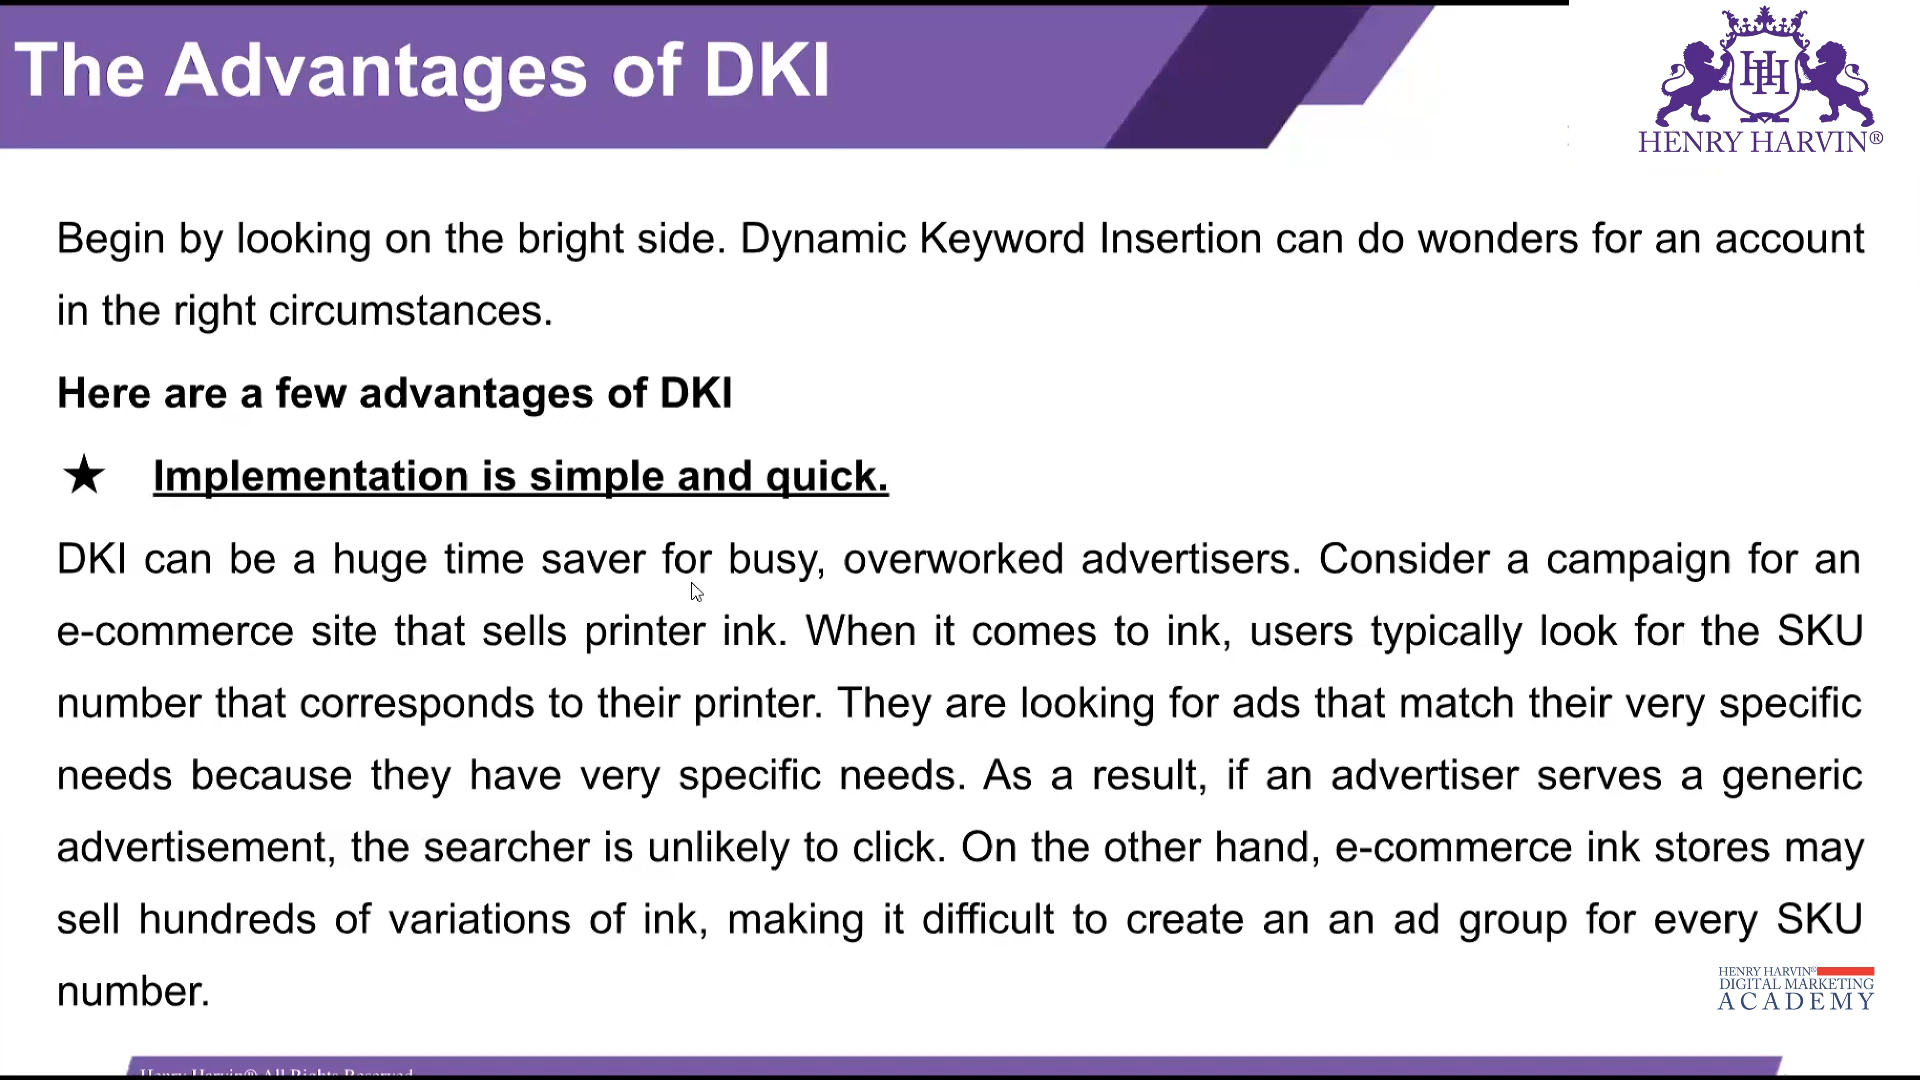 The Advantages of DKI
HENRY HARVIN®
Begin by looking on the bright side. Dynamic Keyword Insertion can do wonders for an account
in the right circumstances.
Here are a few advantages of DKI
★ Implementation is simple and quick.
DKI can be a huge time saver for busy, overworked advertisers. Consider a campaign for an
e-commerce site that sells printer ink. When it comes to ink, users typically look for the SKU
number that corresponds to their printer. They are looking for ads that match their very specific
needs because they have very specific needs. As a result, if an advertiser serves a generic
advertisement, the searcher is unlikely to click. On the other hand, e-commerce ink stores may
sell hundreds of variations of ink, making it difficult to create an an ad group for every SKU
number.
HENRY HARVIN®
DIGITAL MARKETING
ACADEMY
Henry Harvin® All Rights Reserved